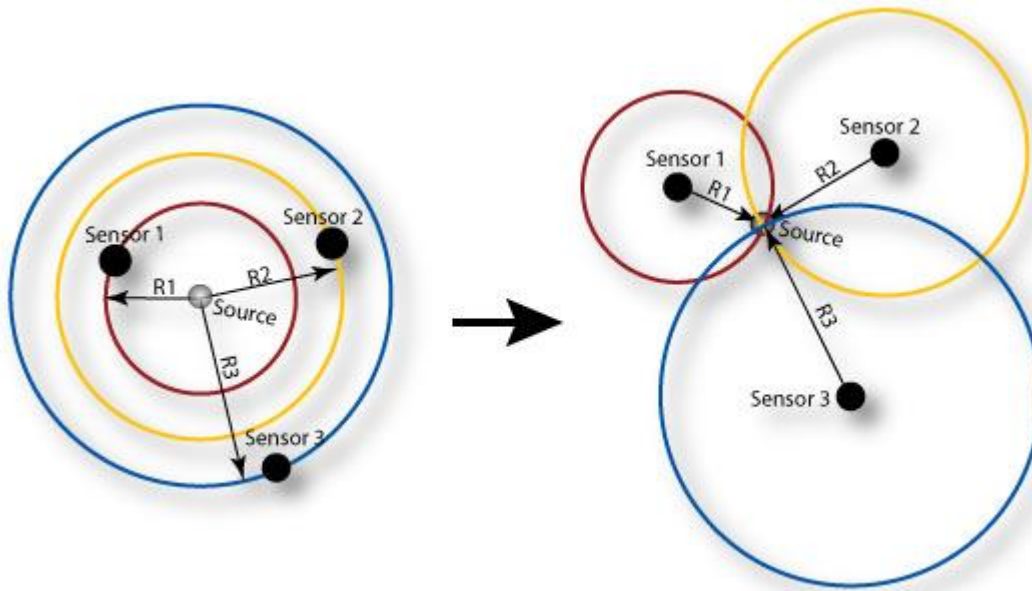 Sensor 1
Sensor 2
R1
R2
Source
R3
Sensor 3
Sensor 1
Sensor 2
R1
R2
Source
R3
Sensor 3